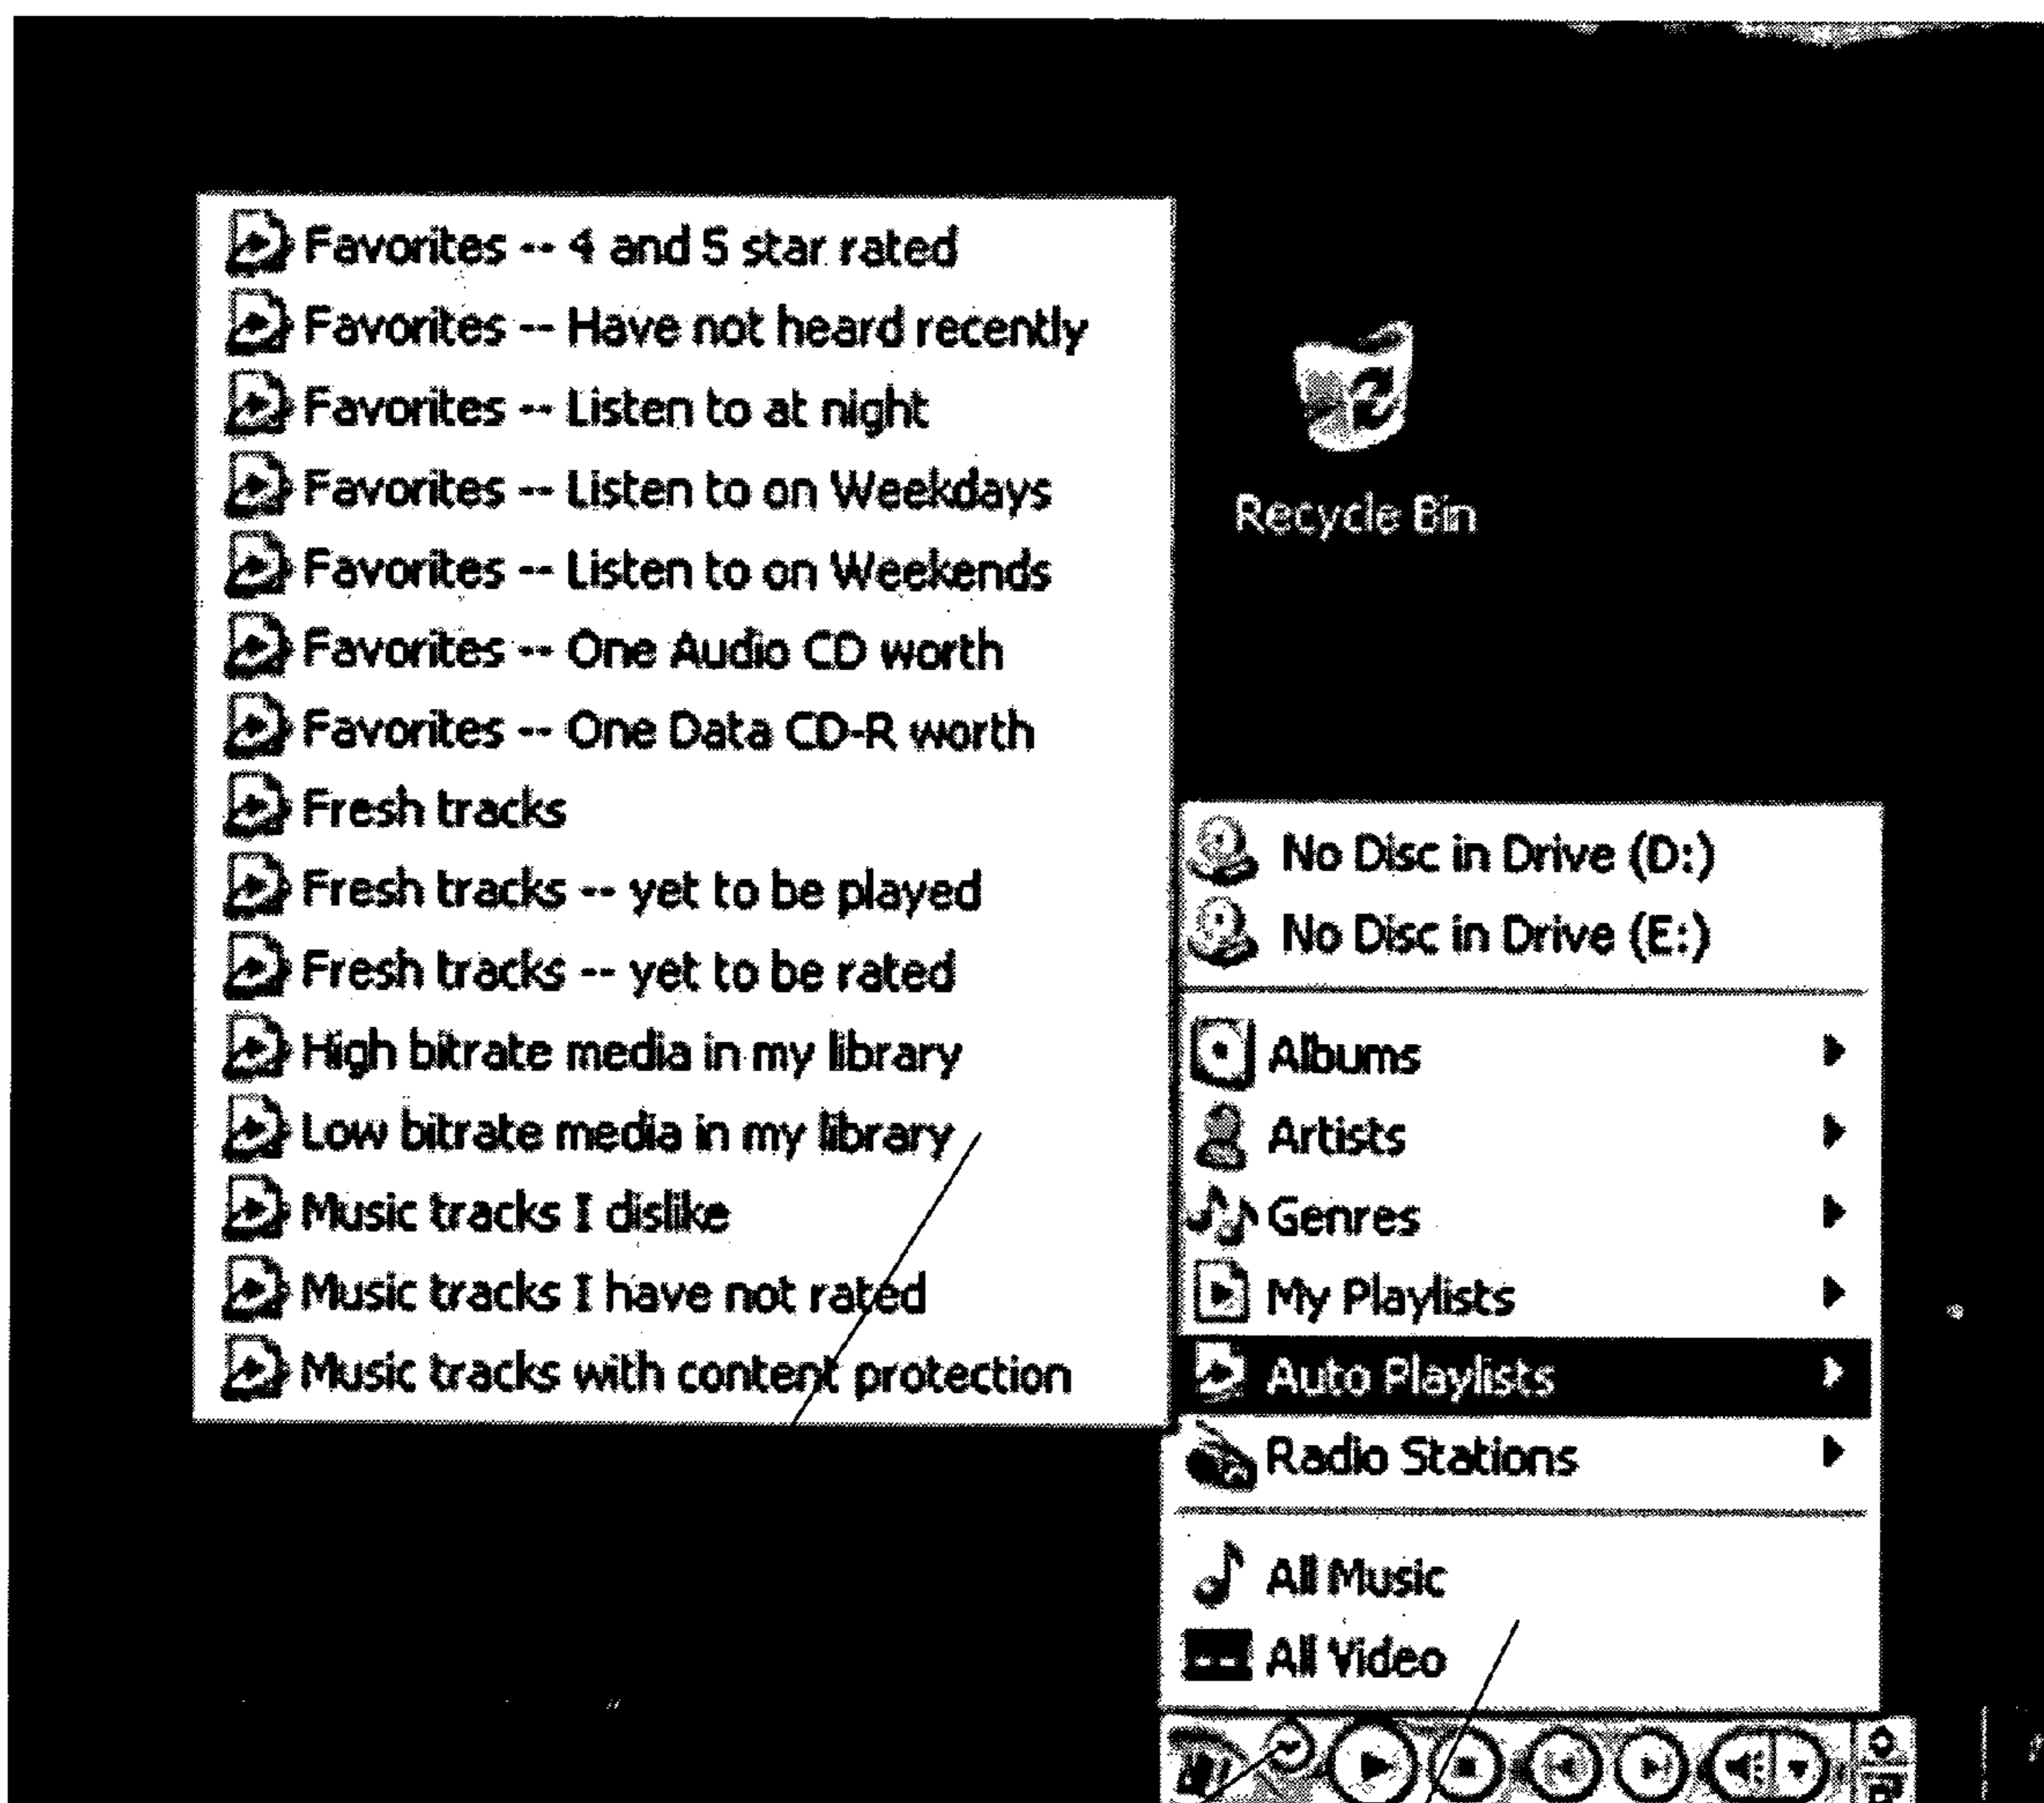 Favorites -- 4 and 5 star rated
Favorites -- Have not heard recently
Favorites -- Listen to at night
Favorites -- Listen to on Weekdays
Favorites -- Listen to on Weekends
Favorites -- One Audio CD worth
Favorites -- One Data CD-R worth
Fresh tracks
Fresh tracks -- yet to be played
Fresh tracks -- yet to be rated
High bitrate media in my library
Low bitrate media in my library
Music tracks I dislike
Music tracks I have not rated
Music tracks with content protection
Recycle Bin
No Disc in Drive (D:)
No Disc in Drive (E:)
Albums
Artists
Genres
My Playlists
Auto Playlists
Radio Stations
All Music
All Video